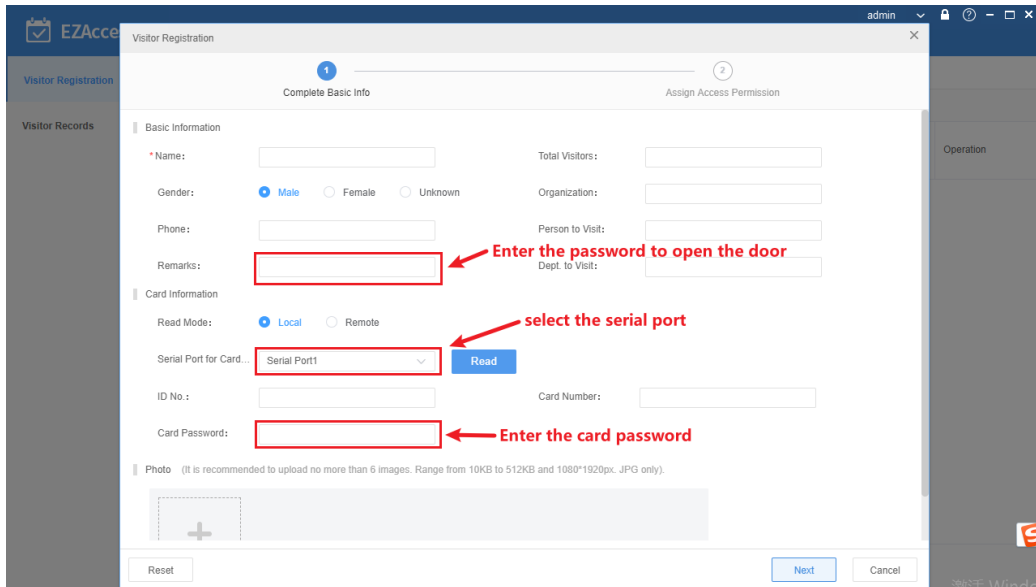 admin
EZAcce
Visitor Registration
1
2
Complete Basic Info
Assign Access Permission
Visitor Registration
Visitor Records
Operation
Basic Information
* Name:
Total Visitors:
Gender: Male Female Unknown
Organization:
Phone:
Person to Visit:
Enter the password to open the door
Remarks:
Dept. to Visit:
Card Information
Read Mode: Local Remote
select the serial port
Serial Port for Card... Serial Port1 Read
ID No.:
Card Number:
Card Password:
Enter the card password
Photo (It is recommended to upload no more than 6 images. Range from 10KB to 512KB and 1080*1920px. JPG only).
Reset
Next
Cancel
激活 Windo